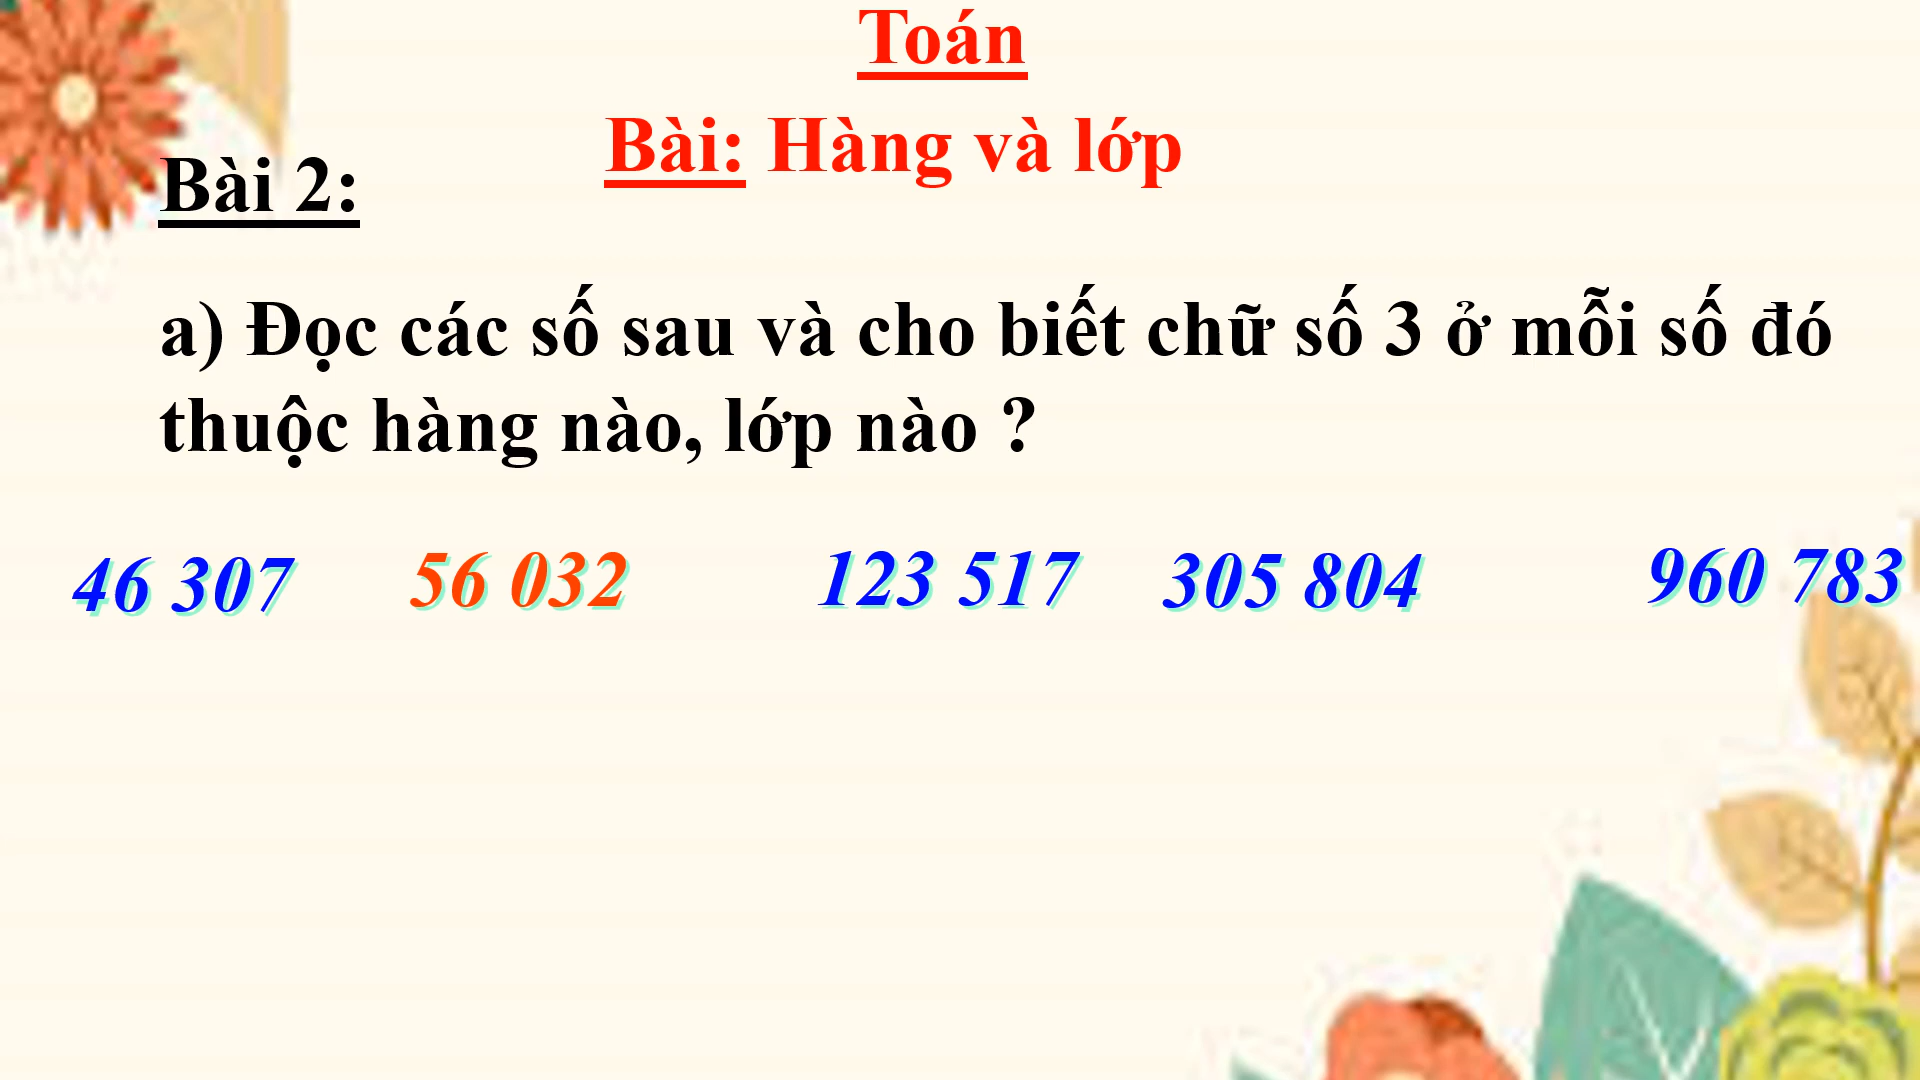 Toán
Bài: Hàng và lớp
Bài 2:
a) Đọc các số sau và cho biết chữ số 3 ở mỗi số đó
thuộc hàng nào, lớp nào ?
46 307 56 032 123 517 305 804 960 783